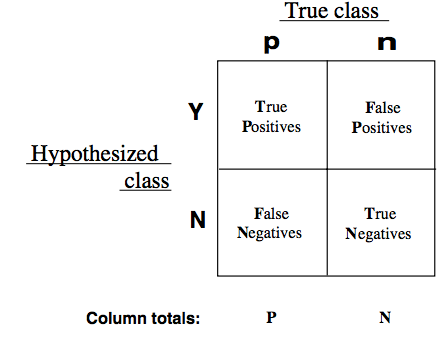 True class
p n
Y
True
Positives
False
Positives
Hypothesized
class
N
False
Negatives
True
Negatives
Column totals: P N